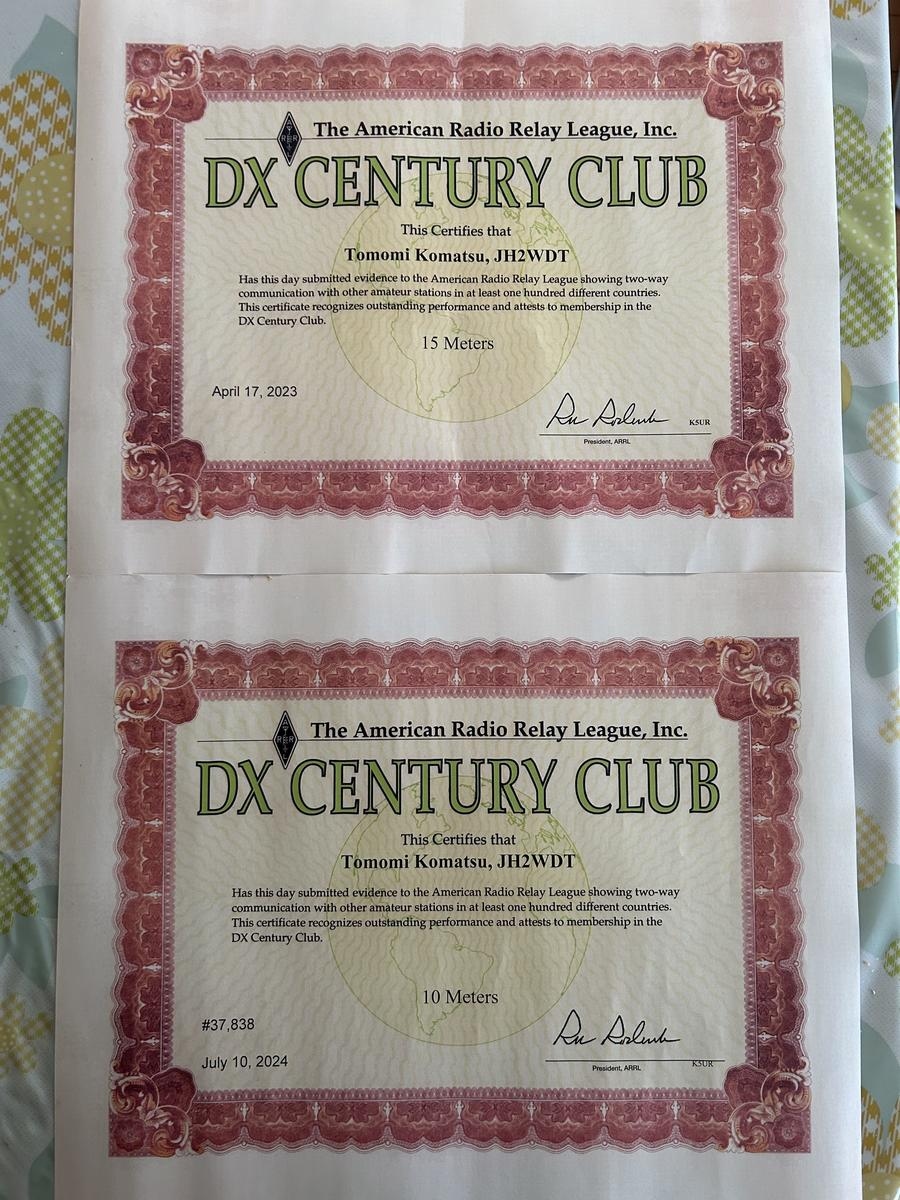 The American Radio Relay League, Inc.
DX CENTURY CLUB
This Certifies that
Tomomi Komatsu, JH2WDT
Has this day submitted evidence to the American Radio Relay League showing two-way
communication with other amateur stations in at least one hundred different countries.
This certificate recognizes outstanding performance and attests to membership in the
DX Century Club.
15 Meters
April 17, 2023
K5UR
President, ARRL
The American Radio Relay League, Inc.
DX CENTURY CLUB
This Certifies that
Tomomi Komatsu, JH2WDT
Has this day submitted evidence to the American Radio Relay League showing two-way
communication with other amateur stations in at least one hundred different countries.
This certificate recognizes outstanding performance and attests to membership in the
DX Century Club.
10 Meters
#37,838
July 10, 2024
K5UR
President, ARRL